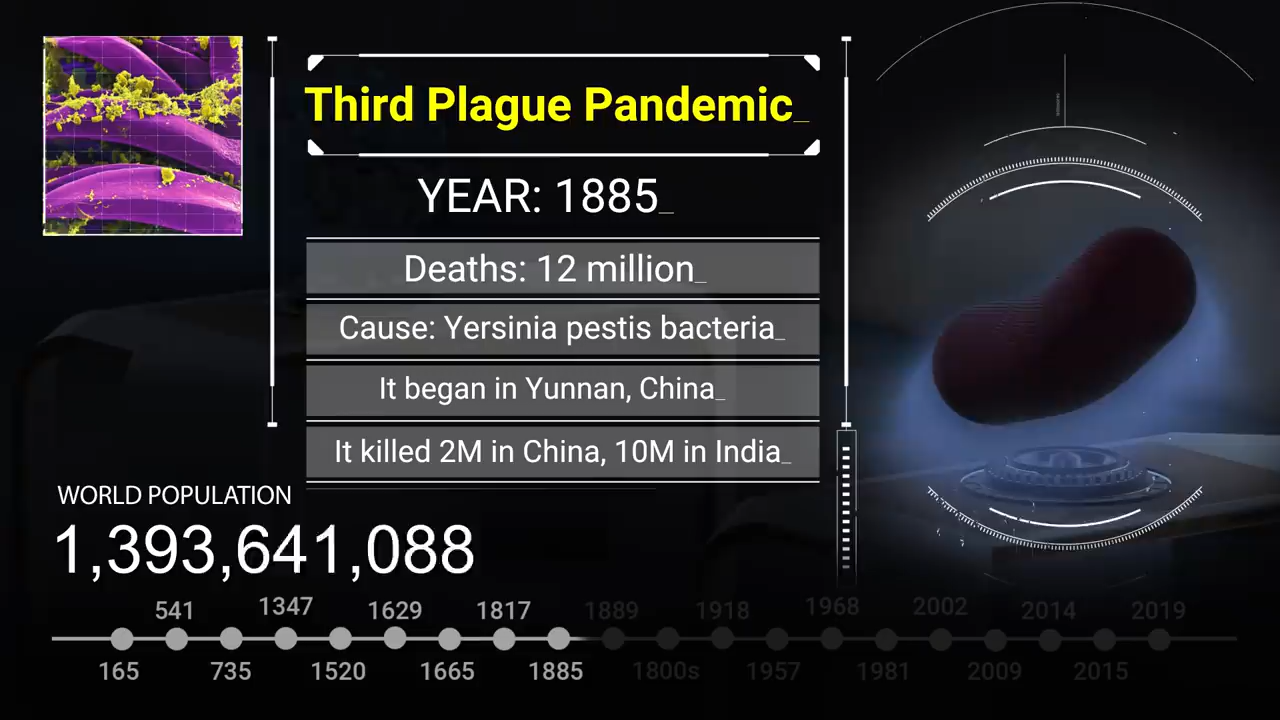 Third Plague Pandemic_
YEAR: 1885_
Deaths: 12 million_
Cause: Yersinia pestis bacteria_
It began in Yunnan, China_
It killed 2M in China, 10M in India_
WORLD POPULATION
1,393,641,088
541 1347 1629 1817 1889 1918 1968 2002 2014 2019
165 735 1520 1665 1885 1800s 1957 1981 2009 2015